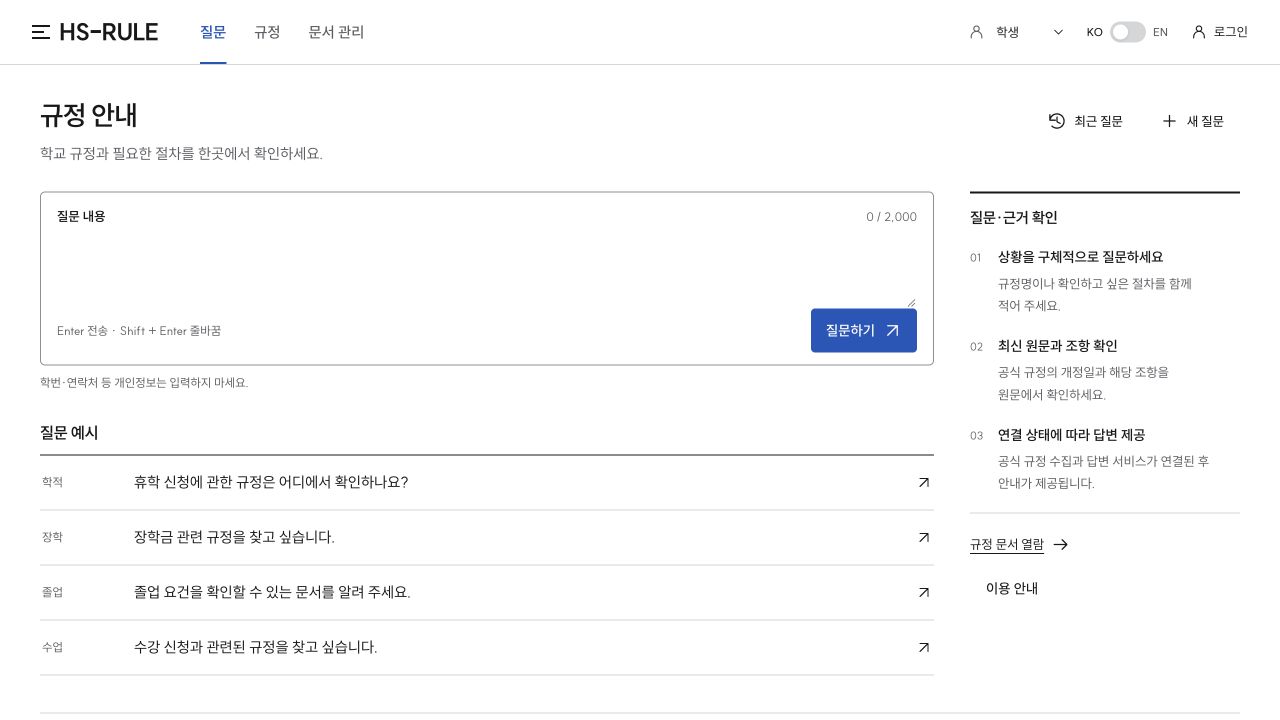 HS-RULE
질문
규정
문서 관리
학생
KO
EN
로그인
규정 안내
학교 규정과 필요한 절차를 한곳에서 확인하세요.
최근 질문
새 질문
질문 내용
0 / 2,000
Enter 전송 · Shift + Enter 줄바꿈
질문하기
학번·연락처 등 개인정보는 입력하지 마세요.
질문 예시
학적
휴학 신청에 관한 규정은 어디에서 확인하나요?
장학
장학금 관련 규정을 찾고 싶습니다.
졸업
졸업 요건을 확인할 수 있는 문서를 알려 주세요.
수업
수강 신청과 관련된 규정을 찾고 싶습니다.
질문·근거 확인
01
상황을 구체적으로 질문하세요
규정명이나 확인하고 싶은 절차를 함께
적어 주세요.
02
최신 원문과 조항 확인
공식 규정의 개정일과 해당 조항을
원문에서 확인하세요.
03
연결 상태에 따라 답변 제공
공식 규정 수집과 답변 서비스가 연결된 후
안내가 제공됩니다.
규정 문서 열람
이용 안내